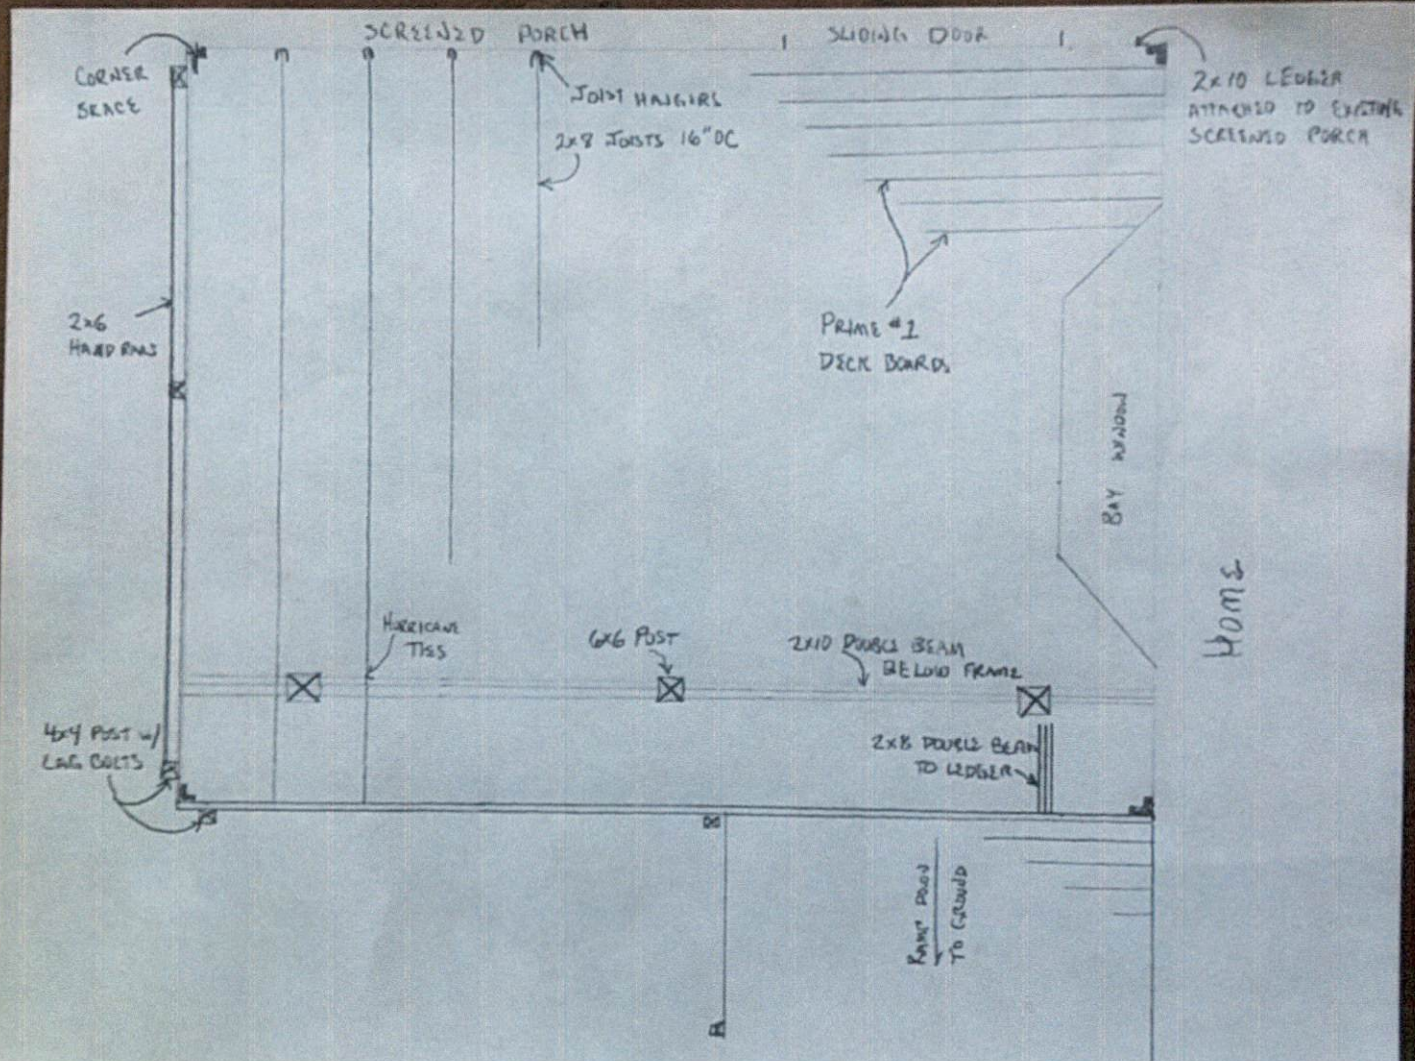 SCREENED PORCH
SLIDING DOOR
CORNER
BRACE
JOIST HANGERS
2x8 JOISTS 16" OC
2x10 LEDGER
ATTACHED TO EXISTING
SCREENED PORCH
2x6
HAND RAILS
PRIME #1
DECK BOARDS
BAY WINDOW
HOME
HURRICANE
TIES
6x6 POST
2x10 DOUBLE BEAM
BELOW FRAME
4x4 POST w/
LAG BOLTS
2x8 DOUBLE BEAM
TO LEDGER
RAMP DOWN
TO GROUND